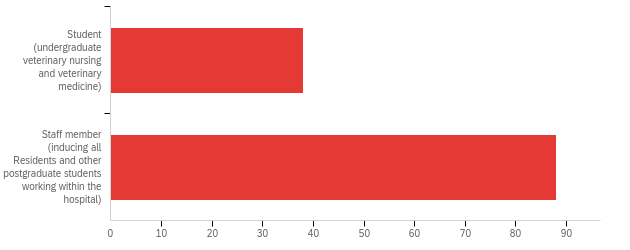 Student
(undergraduate
veterinary nursing
and veterinary
medicine)
Staff member
(inducing all
Residents and other
postgraduate students
working within the
hospital)
0 10 20 30 40 50 60 70 80 90